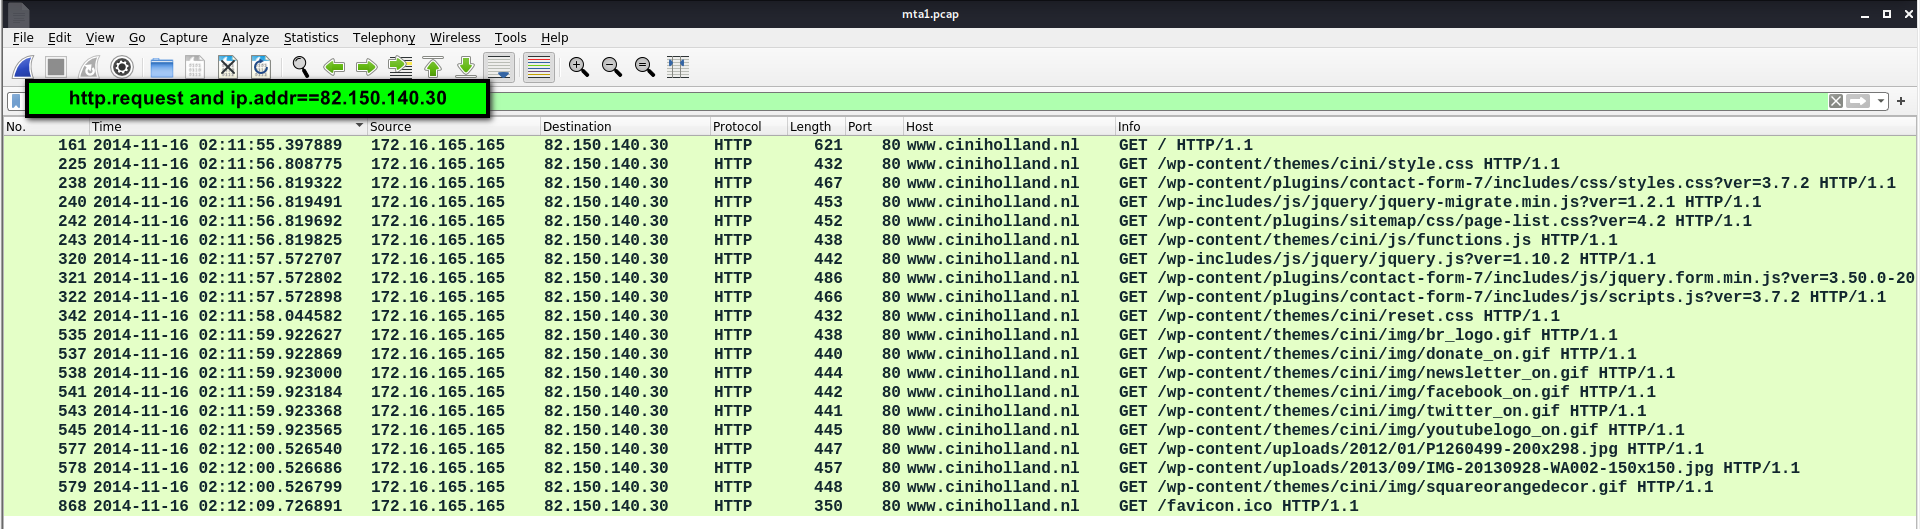 mta1.pcap
File Edit View Go Capture Analyze Statistics Telephony Wireless Tools Help
http.request and ip.addr==82.150.140.30
No. Time Source Destination Protocol Length Port Host Info
161 2014-11-16 02:11:55.397889 172.16.165.165 82.150.140.30 HTTP 621 80 www.ciniholland.nl GET / HTTP/1.1
225 2014-11-16 02:11:56.808775 172.16.165.165 82.150.140.30 HTTP 432 80 www.ciniholland.nl GET /wp-content/themes/cini/style.css HTTP/1.1
238 2014-11-16 02:11:56.819322 172.16.165.165 82.150.140.30 HTTP 467 80 www.ciniholland.nl GET /wp-content/plugins/contact-form-7/includes/css/styles.css?ver=3.7.2 HTTP/1.1
240 2014-11-16 02:11:56.819491 172.16.165.165 82.150.140.30 HTTP 453 80 www.ciniholland.nl GET /wp-includes/js/jquery/jquery-migrate.min.js?ver=1.2.1 HTTP/1.1
242 2014-11-16 02:11:56.819692 172.16.165.165 82.150.140.30 HTTP 452 80 www.ciniholland.nl GET /wp-content/plugins/sitemap/css/page-list.css?ver=4.2 HTTP/1.1
243 2014-11-16 02:11:56.819825 172.16.165.165 82.150.140.30 HTTP 438 80 www.ciniholland.nl GET /wp-content/themes/cini/js/functions.js HTTP/1.1
320 2014-11-16 02:11:57.572707 172.16.165.165 82.150.140.30 HTTP 442 80 www.ciniholland.nl GET /wp-includes/js/jquery/jquery.js?ver=1.10.2 HTTP/1.1
321 2014-11-16 02:11:57.572802 172.16.165.165 82.150.140.30 HTTP 486 80 www.ciniholland.nl GET /wp-content/plugins/contact-form-7/includes/js/jquery.form.min.js?ver=3.50.0-20
322 2014-11-16 02:11:57.572898 172.16.165.165 82.150.140.30 HTTP 466 80 www.ciniholland.nl GET /wp-content/plugins/contact-form-7/includes/js/scripts.js?ver=3.7.2 HTTP/1.1
342 2014-11-16 02:11:58.044582 172.16.165.165 82.150.140.30 HTTP 432 80 www.ciniholland.nl GET /wp-content/themes/cini/reset.css HTTP/1.1
535 2014-11-16 02:11:59.922627 172.16.165.165 82.150.140.30 HTTP 438 80 www.ciniholland.nl GET /wp-content/themes/cini/img/br_logo.gif HTTP/1.1
537 2014-11-16 02:11:59.922869 172.16.165.165 82.150.140.30 HTTP 440 80 www.ciniholland.nl GET /wp-content/themes/cini/img/donate_on.gif HTTP/1.1
538 2014-11-16 02:11:59.923000 172.16.165.165 82.150.140.30 HTTP 444 80 www.ciniholland.nl GET /wp-content/themes/cini/img/newsletter_on.gif HTTP/1.1
541 2014-11-16 02:11:59.923184 172.16.165.165 82.150.140.30 HTTP 442 80 www.ciniholland.nl GET /wp-content/themes/cini/img/facebook_on.gif HTTP/1.1
543 2014-11-16 02:11:59.923368 172.16.165.165 82.150.140.30 HTTP 441 80 www.ciniholland.nl GET /wp-content/themes/cini/img/twitter_on.gif HTTP/1.1
545 2014-11-16 02:11:59.923565 172.16.165.165 82.150.140.30 HTTP 445 80 www.ciniholland.nl GET /wp-content/themes/cini/img/youtubelogo_on.gif HTTP/1.1
577 2014-11-16 02:12:00.526540 172.16.165.165 82.150.140.30 HTTP 447 80 www.ciniholland.nl GET /wp-content/uploads/2012/01/P1260499-200x298.jpg HTTP/1.1
578 2014-11-16 02:12:00.526686 172.16.165.165 82.150.140.30 HTTP 457 80 www.ciniholland.nl GET /wp-content/uploads/2013/09/IMG-20130928-WA002-150x150.jpg HTTP/1.1
579 2014-11-16 02:12:00.526799 172.16.165.165 82.150.140.30 HTTP 448 80 www.ciniholland.nl GET /wp-content/themes/cini/img/squareorangedecor.gif HTTP/1.1
868 2014-11-16 02:12:09.726891 172.16.165.165 82.150.140.30 HTTP 350 80 www.ciniholland.nl GET /favicon.ico HTTP/1.1